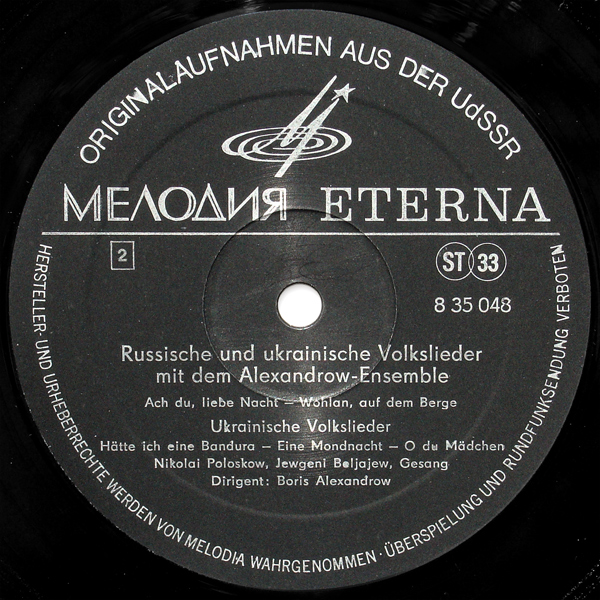 ORIGINALAUFNAHMEN AUS DER UdSSR
МЕЛОДИЯ ETERNA
2
ST 33
8 35 048
Russische und ukrainische Volkslieder
mit dem Alexandrow-Ensemble
Ach du, liebe Nacht – Wohlan, auf dem Berge
Ukrainische Volkslieder
Hätte ich eine Bandura – Eine Mondnacht – O du Mädchen
Nikolai Poloskow, Jewgeni Beljajew, Gesang
Dirigent: Boris Alexandrow
HERSTELLER- UND URHEBERRECHTE WERDEN VON MELODIA WAHRGENOMMEN · ÜBERSPIELUNG UND RUNDFUNKSENDUNG VERBOTEN